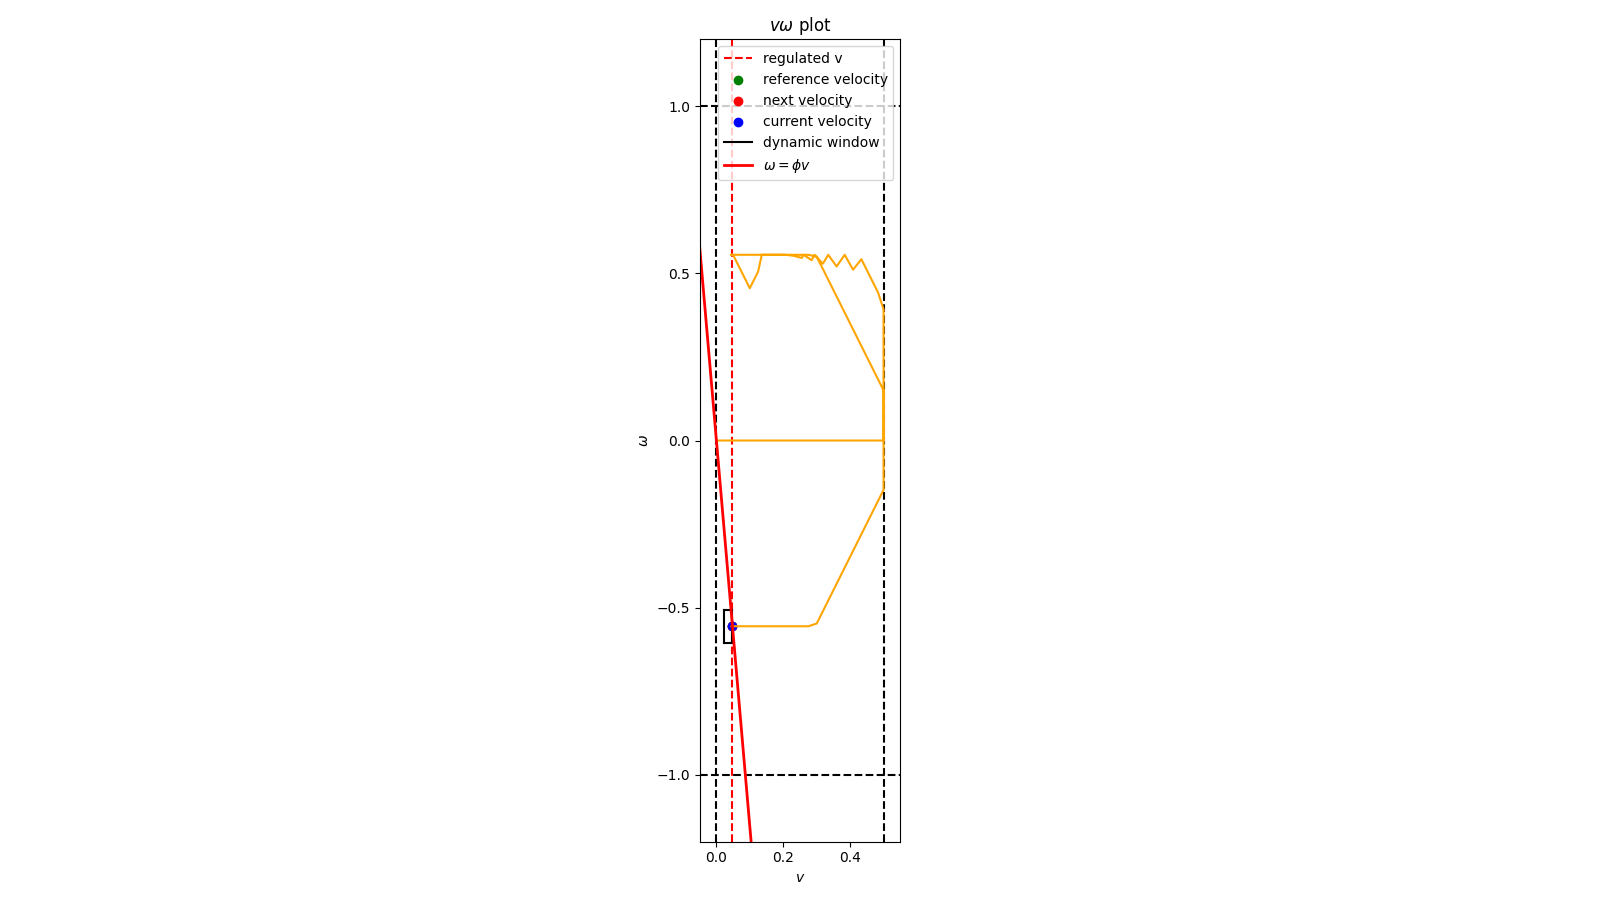 vω plot
regulated v
reference velocity
next velocity
current velocity
dynamic window
ω = ϕv
1.0
0.5
0.0
−0.5
−1.0
ω
0.0 0.2 0.4
v